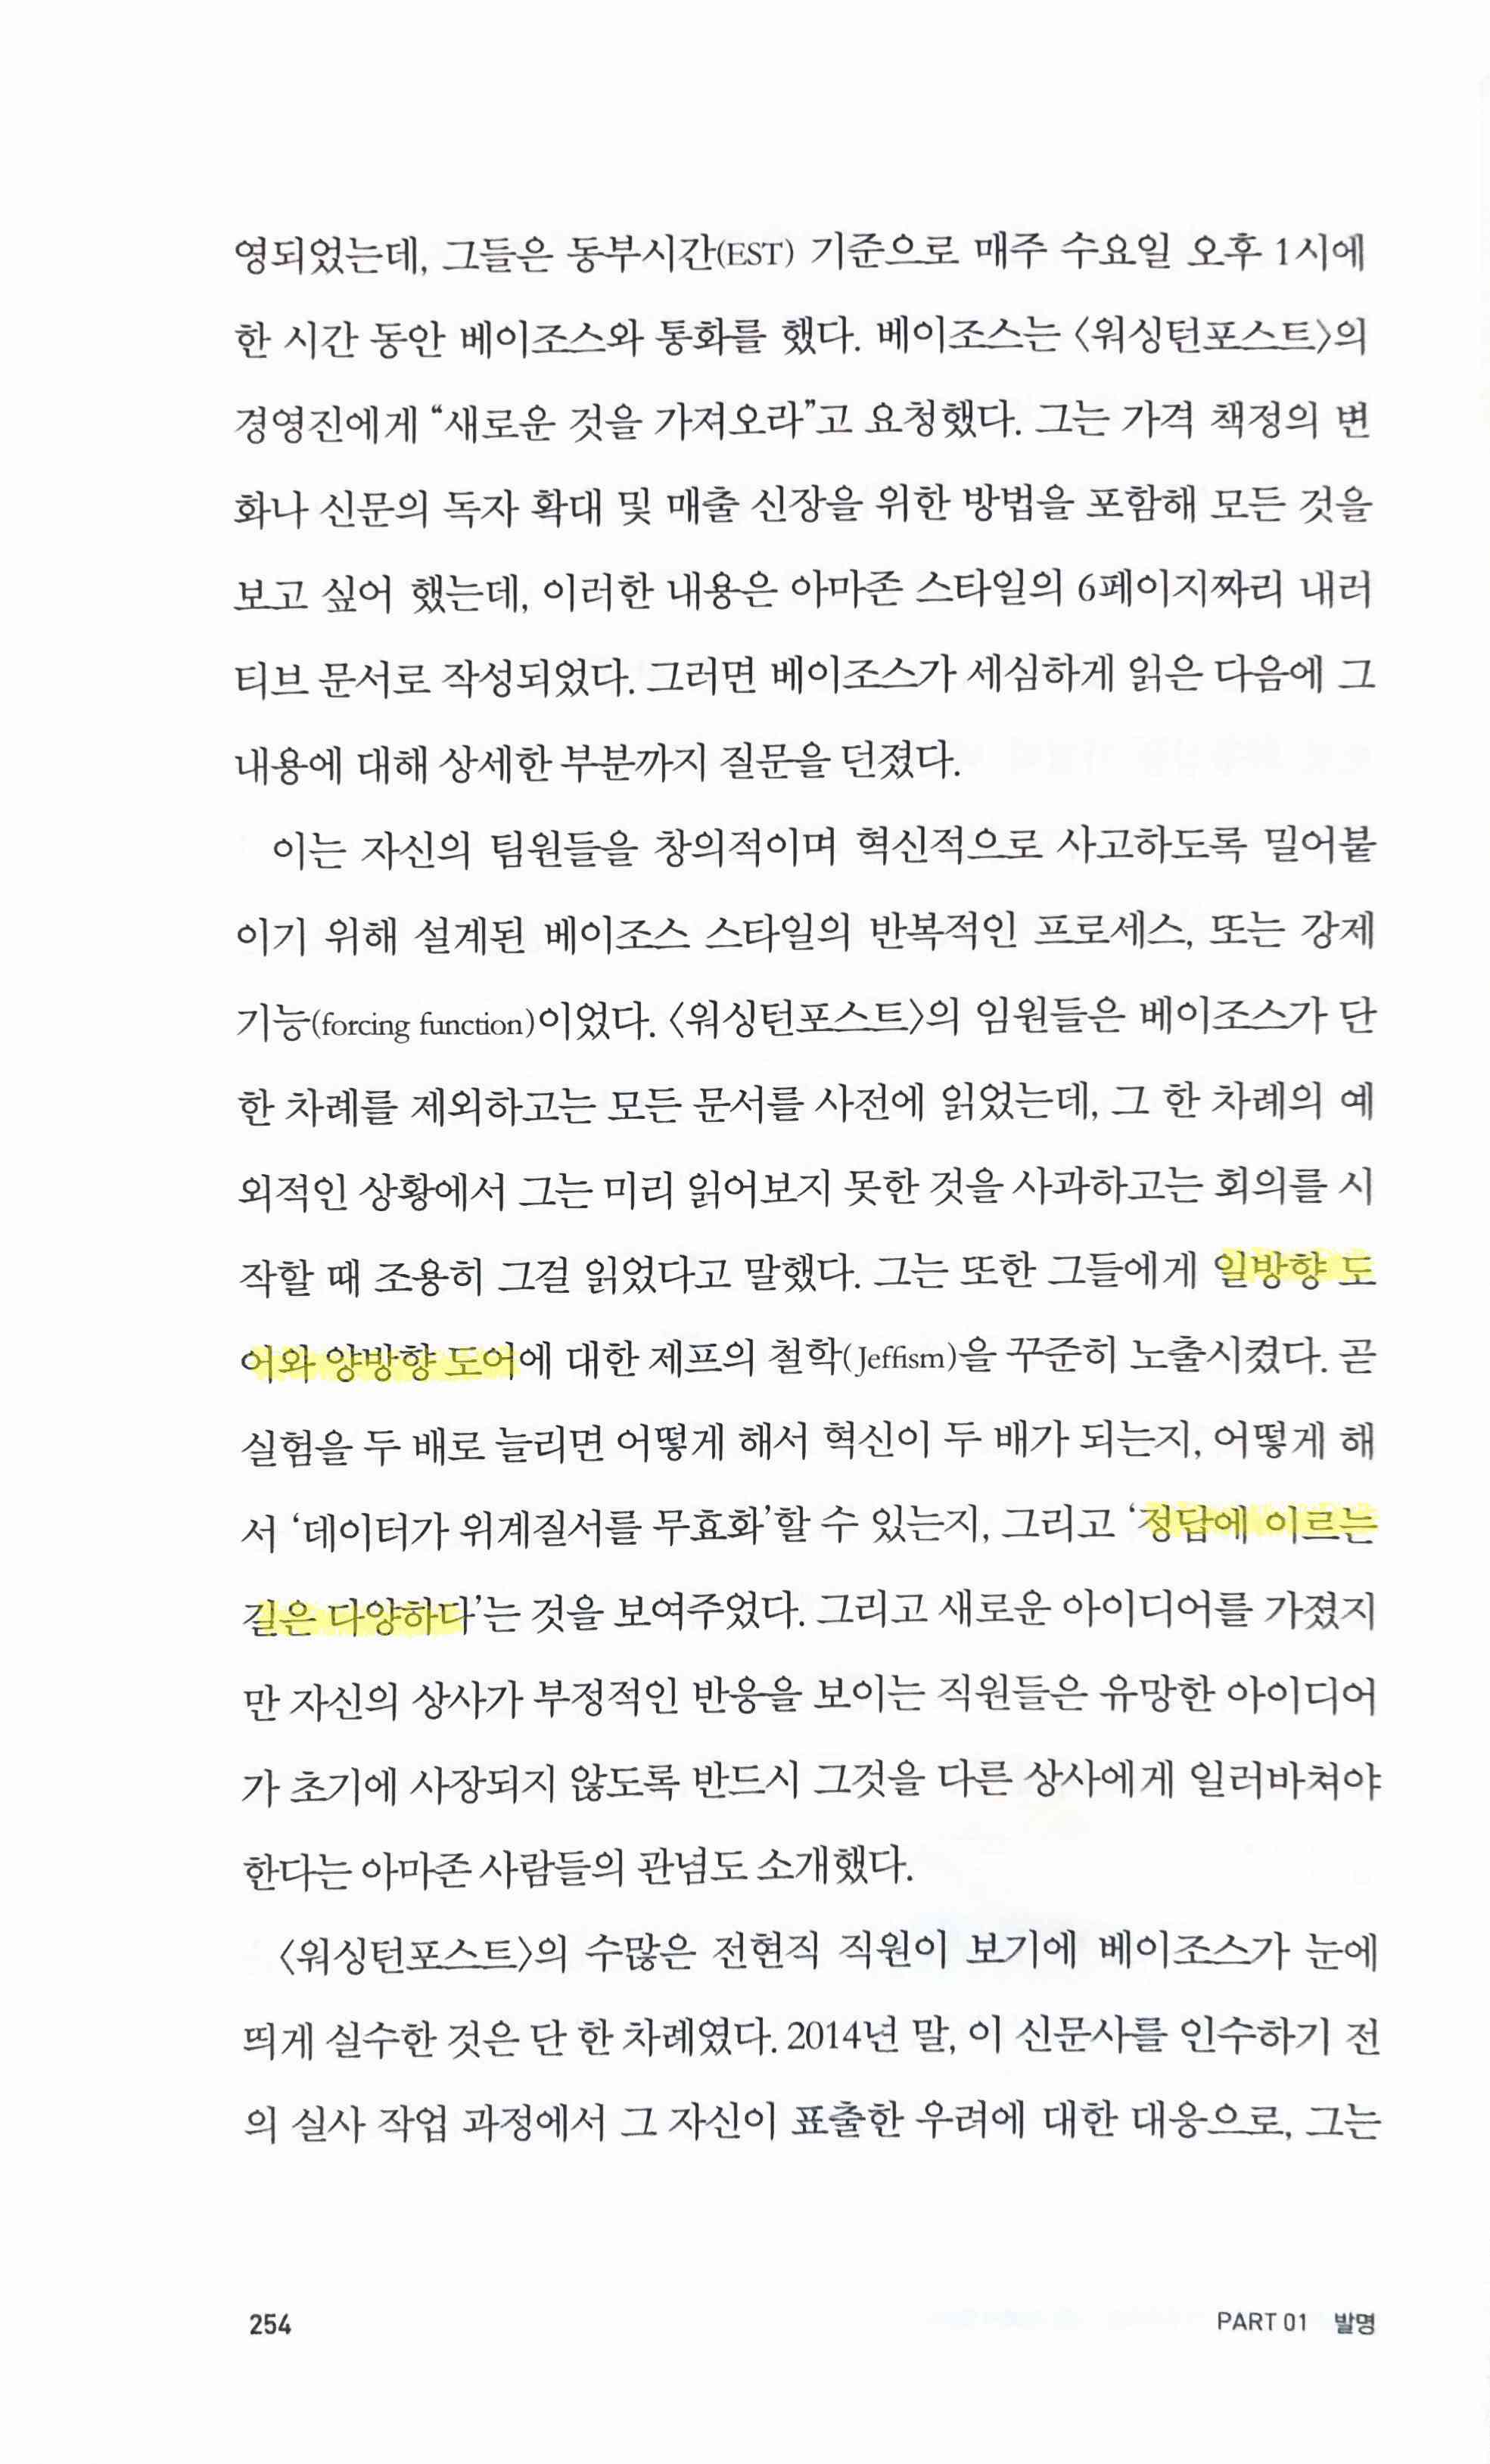 영되었는데, 그들은 동부시간(EST) 기준으로 매주 수요일 오후 1시에
한 시간 동안 베이조스와 통화를 했다. 베이조스는 〈워싱턴포스트〉의
경영진에게 “새로운 것을 가져오라”고 요청했다. 그는 가격 책정의 변
화나 신문의 독자 확대 및 매출 신장을 위한 방법을 포함해 모든 것을
보고 싶어 했는데, 이러한 내용은 아마존 스타일의 6페이지짜리 내러
티브 문서로 작성되었다. 그러면 베이조스가 세심하게 읽은 다음에 그
내용에 대해 상세한 부분까지 질문을 던졌다.
이는 자신의 팀원들을 창의적이며 혁신적으로 사고하도록 밀어붙
이기 위해 설계된 베이조스 스타일의 반복적인 프로세스, 또는 강제
기능(forcing function)이었다. 〈워싱턴포스트〉의 임원들은 베이조스가 단
한 차례를 제외하고는 모든 문서를 사전에 읽었는데, 그 한 차례의 예
외적인 상황에서 그는 미리 읽어보지 못한 것을 사과하고는 회의를 시
작할 때 조용히 그걸 읽었다고 말했다. 그는 또한 그들에게 일방향 도
어와 양방향 도어에 대한 제프의 철학(Jeffism)을 꾸준히 노출시켰다. 곧
실험을 두 배로 늘리면 어떻게 해서 혁신이 두 배가 되는지, 어떻게 해
서 ‘데이터가 위계질서를 무효화’할 수 있는지, 그리고 ‘정답에 이르는
길은 다양하다’는 것을 보여주었다. 그리고 새로운 아이디어를 가졌지
만 자신의 상사가 부정적인 반응을 보이는 직원들은 유망한 아이디어
가 초기에 사장되지 않도록 반드시 그것을 다른 상사에게 일러바쳐야
한다는 아마존 사람들의 관념도 소개했다.
〈워싱턴포스트〉의 수많은 전현직 직원이 보기에 베이조스가 눈에
띄게 실수한 것은 단 한 차례였다. 2014년 말, 이 신문사를 인수하기 전
의 실사 작업 과정에서 그 자신이 표출한 우려에 대한 대응으로, 그는
254
PART 01 발명